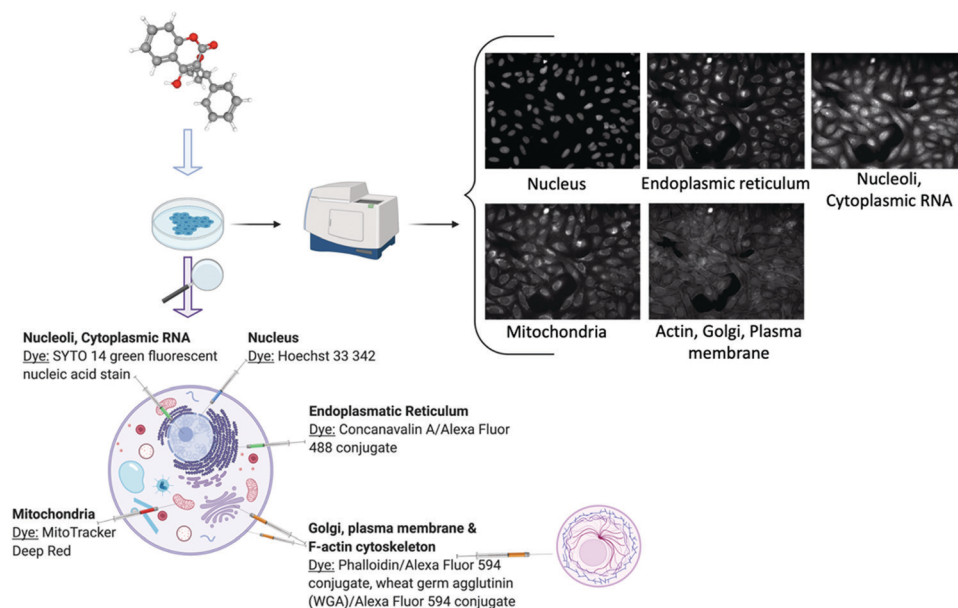 Nucleus
Endoplasmic reticulum
Nucleoli,
Cytoplasmic RNA
Mitochondria
Actin, Golgi, Plasma
membrane
Nucleoli, Cytoplasmic RNA
Dye: SYTO 14 green fluorescent
nucleic acid stain
Nucleus
Dye: Hoechst 33 342
Endoplasmatic Reticulum
Dye: Concanavalin A/Alexa Fluor
488 conjugate
Mitochondria
Dye: MitoTracker
Deep Red
Golgi, plasma membrane &
F-actin cytoskeleton
Dye: Phalloidin/Alexa Fluor 594
conjugate, wheat germ agglutinin
(WGA)/Alexa Fluor 594 conjugate